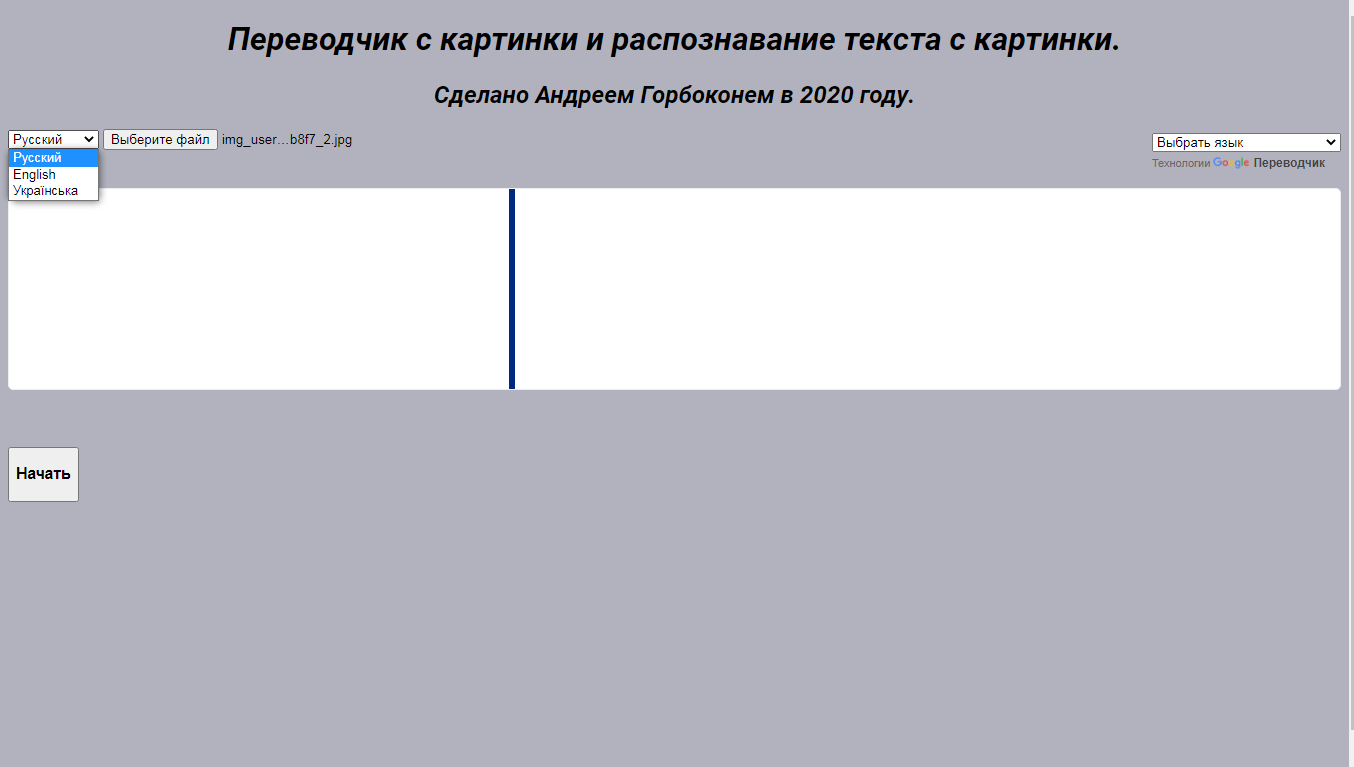 Переводчик с картинки и распознавание текста с картинки.
Сделано Андреем Горбоконем в 2020 году.
Русский Выберите файл img_user...b8f7_2.jpg
Выбрать язык
Русский
English
Українська
Технологии Google Переводчик
Начать